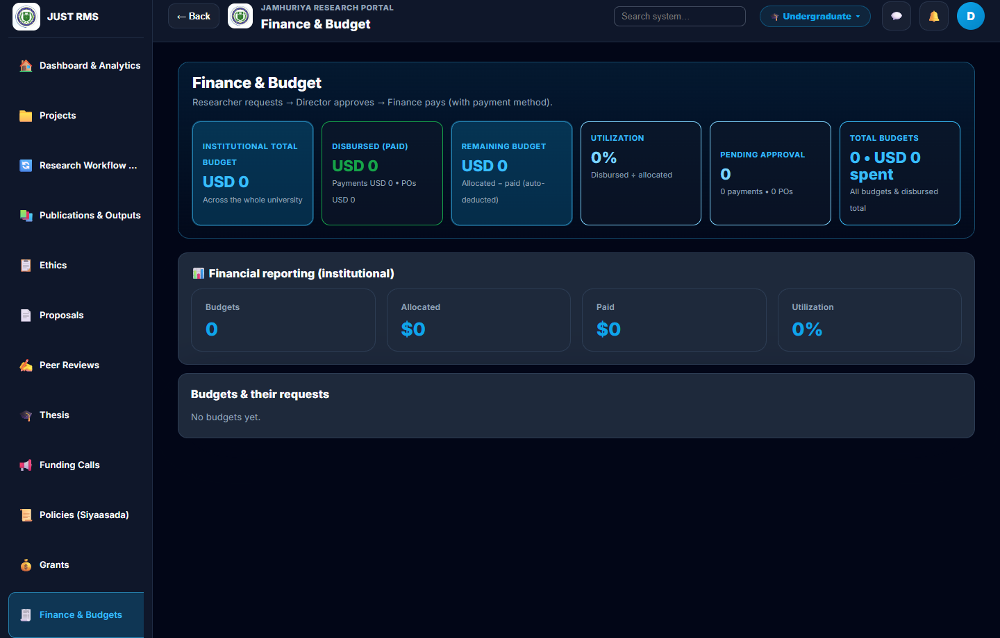 JUST RMS
Dashboard & Analytics
Projects
Research Workflow ...
Publications & Outputs
Ethics
Proposals
Peer Reviews
Thesis
Funding Calls
Policies (Siyaasada)
Grants
Finance & Budgets
← Back
JAMHURIYA RESEARCH PORTAL
Finance & Budget
Search system...
Undergraduate
D
Finance & Budget
Researcher requests → Director approves → Finance pays (with payment method).
INSTITUTIONAL TOTAL
BUDGET
USD 0
Across the whole university
DISBURSED (PAID)
USD 0
Payments USD 0 • POs
USD 0
REMAINING BUDGET
USD 0
Allocated − paid (auto-
deducted)
UTILIZATION
0%
Disbursed ÷ allocated
PENDING APPROVAL
0
0 payments • 0 POs
TOTAL BUDGETS
0 • USD 0
spent
All budgets & disbursed
total
Financial reporting (institutional)
Budgets
0
Allocated
$0
Paid
$0
Utilization
0%
Budgets & their requests
No budgets yet.